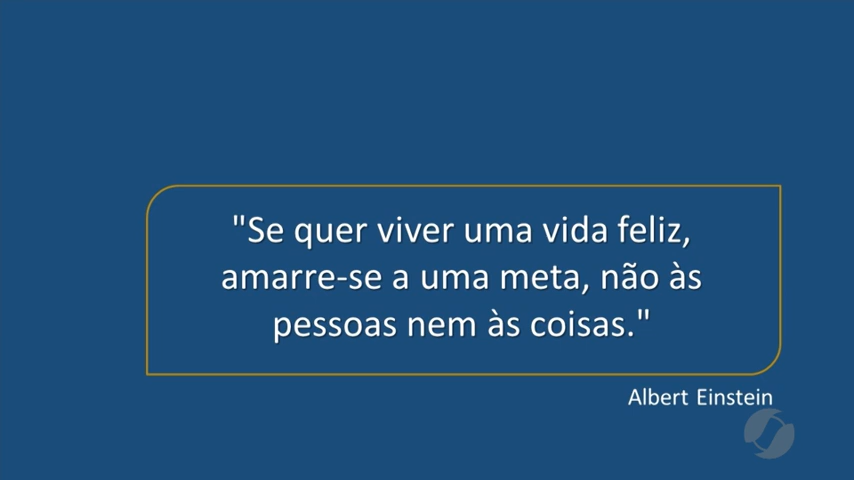 "Se quer viver uma vida feliz,
amarre-se a uma meta, não às
pessoas nem às coisas."
Albert Einstein